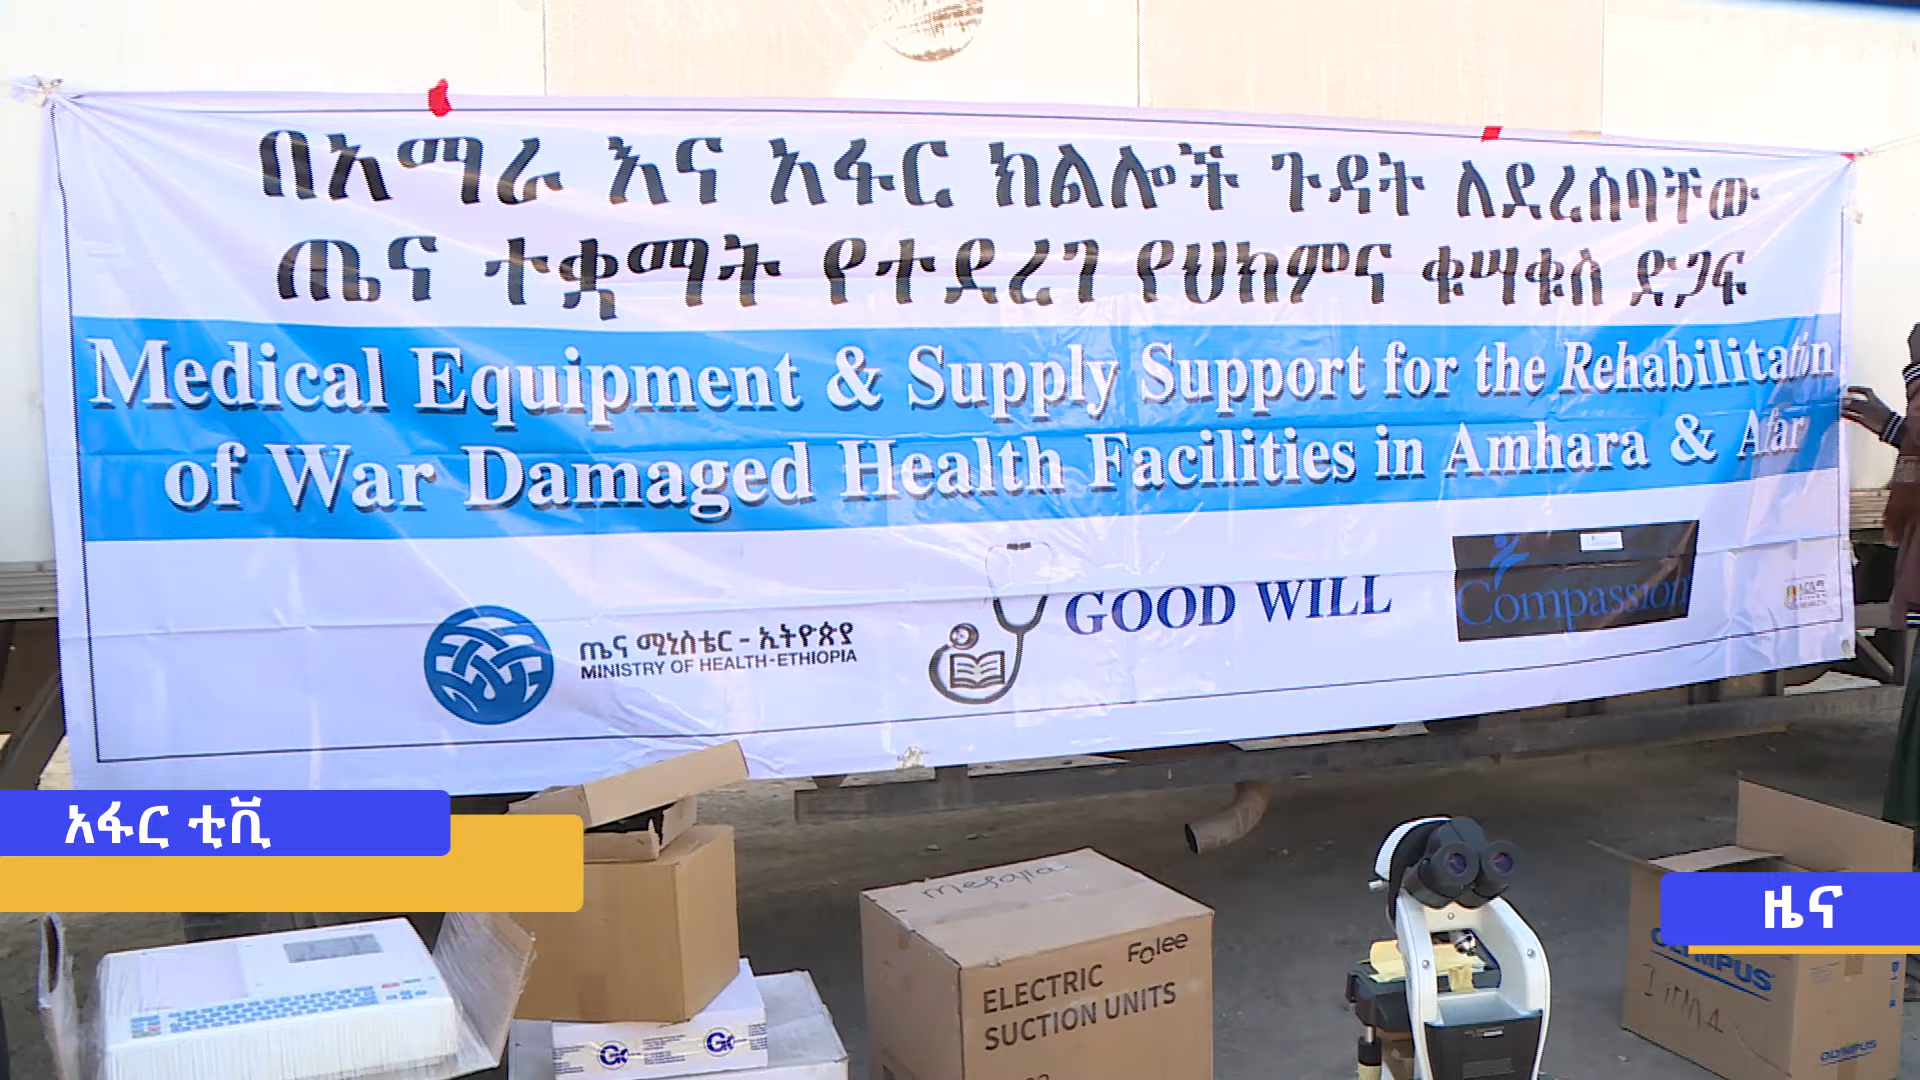 በአማራ እና አፋር ክልሎች ጉዳት ለደረሰባቸው
ጤና ተቋማት የተደረገ የህክምና ቁሣቁስ ድጋፍ
Medical Equipment & Supply Support for the Rehabilitatin
of War Damaged Health Facilities in Amhara & Afar
ጤና ሚኒስቴር - ኢትዮጵያ
MINISTRY OF HEALTH-ETHIOPIA
GOOD WILL
Compassion
አፋር ቲቪ
ዜና
Folee
ELECTRIC
SUCTION UNITS
OLYMPUS
OLYMPUS